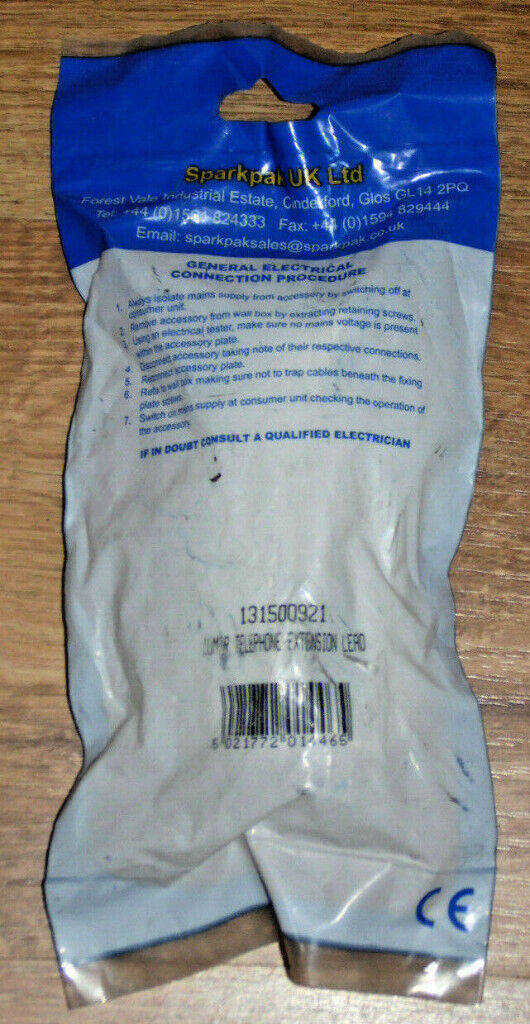 Sparkpak UK Ltd
Forest Vale Industrial Estate, Cinderford, Glos GL14 2PQ
Tel: +44 (0)1594 824333 Fax: +44 (0)1594 829444
Email: sparkpaksales@sparkpak.co.uk
GENERAL ELECTRICAL
CONNECTION PROCEDURE
1. Always isolate mains supply from accessory by switching off at
consumer unit.
2. Remove accessory from wall box by extracting retaining screws.
3. Using an electrical tester, make sure no mains voltage is present
within the accessory plate.
4. Disconnect accessory taking note of their respective connections.
5. Reconnect accessory plate.
6. Refix to wall box making sure not to trap cables beneath the fixing
plate screws.
7. Switch on mains supply at consumer unit checking the operation of
the accessory.
IF IN DOUBT CONSULT A QUALIFIED ELECTRICIAN
131500921
TELEPHONE EXTENSION LEAD
5 021772 014466
CE